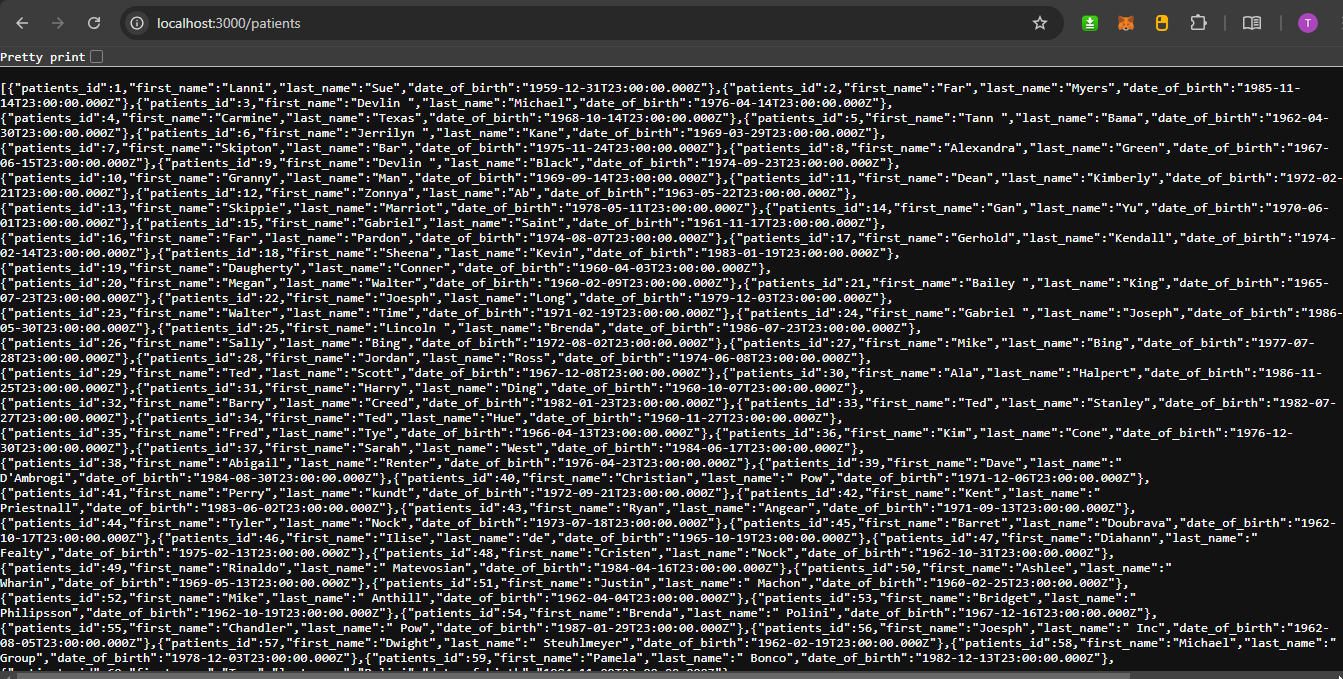 localhost:3000/patients
T
Pretty print
[{"patients_id":1,"first_name":"Lanni","last_name":"Sue","date_of_birth":"1959-12-31T23:00:00.000Z"},{"patients_id":2,"first_name":"Far","last_name":"Myers","date_of_birth":"1985-11-
14T23:00:00.000Z"},{"patients_id":3,"first_name":"Devlin ","last_name":"Michael","date_of_birth":"1976-04-14T23:00:00.000Z"},
{"patients_id":4,"first_name":"Carmine","last_name":"Texas","date_of_birth":"1968-10-14T23:00:00.000Z"},{"patients_id":5,"first_name":"Tann ","last_name":"Bama","date_of_birth":"1962-04-
30T23:00:00.000Z"},{"patients_id":6,"first_name":"Jerrilyn ","last_name":"Kane","date_of_birth":"1969-03-29T23:00:00.000Z"},
{"patients_id":7,"first_name":"Skipton","last_name":"Bar","date_of_birth":"1975-11-24T23:00:00.000Z"},{"patients_id":8,"first_name":"Alexandra","last_name":"Green","date_of_birth":"1967-
06-15T23:00:00.000Z"},{"patients_id":9,"first_name":"Devlin ","last_name":"Black","date_of_birth":"1974-09-23T23:00:00.000Z"},
{"patients_id":10,"first_name":"Granny","last_name":"Man","date_of_birth":"1969-09-14T23:00:00.000Z"},{"patients_id":11,"first_name":"Dean","last_name":"Kimberly","date_of_birth":"1972-02-
21T23:00:00.000Z"},{"patients_id":12,"first_name":"Zonnya","last_name":"Ab","date_of_birth":"1963-05-22T23:00:00.000Z"},
{"patients_id":13,"first_name":"Skippie","last_name":"Marriot","date_of_birth":"1978-05-11T23:00:00.000Z"},{"patients_id":14,"first_name":"Gan","last_name":"Yu","date_of_birth":"1970-06-
01T23:00:00.000Z"},{"patients_id":15,"first_name":"Gabriel","last_name":"Saint","date_of_birth":"1961-11-17T23:00:00.000Z"},
{"patients_id":16,"first_name":"Far","last_name":"Pardon","date_of_birth":"1974-08-07T23:00:00.000Z"},{"patients_id":17,"first_name":"Gerhold","last_name":"Kendall","date_of_birth":"1974-
02-14T23:00:00.000Z"},{"patients_id":18,"first_name":"Sheena","last_name":"Kevin","date_of_birth":"1983-01-19T23:00:00.000Z"},
{"patients_id":19,"first_name":"Daugherty","last_name":"Conner","date_of_birth":"1960-04-03T23:00:00.000Z"},
{"patients_id":20,"first_name":"Megan","last_name":"Walter","date_of_birth":"1960-02-09T23:00:00.000Z"},{"patients_id":21,"first_name":"Bailey ","last_name":"King","date_of_birth":"1965-
07-23T23:00:00.000Z"},{"patients_id":22,"first_name":"Joesph","last_name":"Long","date_of_birth":"1979-12-03T23:00:00.000Z"},
{"patients_id":23,"first_name":"Walter","last_name":"Time","date_of_birth":"1971-02-19T23:00:00.000Z"},{"patients_id":24,"first_name":"Gabriel ","last_name":"Joseph","date_of_birth":"1986-
05-30T23:00:00.000Z"},{"patients_id":25,"first_name":"Lincoln ","last_name":"Brenda","date_of_birth":"1986-07-23T23:00:00.000Z"},
{"patients_id":26,"first_name":"Sally","last_name":"Bing","date_of_birth":"1972-08-02T23:00:00.000Z"},{"patients_id":27,"first_name":"Mike","last_name":"Bing","date_of_birth":"1977-07-
28T23:00:00.000Z"},{"patients_id":28,"first_name":"Jordan","last_name":"Ross","date_of_birth":"1974-06-08T23:00:00.000Z"},
{"patients_id":29,"first_name":"Ted","last_name":"Scott","date_of_birth":"1967-12-08T23:00:00.000Z"},{"patients_id":30,"first_name":"Ala","last_name":"Halpert","date_of_birth":"1986-11-
25T23:00:00.000Z"},{"patients_id":31,"first_name":"Harry","last_name":"Ding","date_of_birth":"1960-10-07T23:00:00.000Z"},
{"patients_id":32,"first_name":"Barry","last_name":"Creed","date_of_birth":"1982-01-23T23:00:00.000Z"},{"patients_id":33,"first_name":"Ted","last_name":"Stanley","date_of_birth":"1982-07-
27T23:00:00.000Z"},{"patients_id":34,"first_name":"Ted","last_name":"Hue","date_of_birth":"1960-11-27T23:00:00.000Z"},
{"patients_id":35,"first_name":"Fred","last_name":"Tye","date_of_birth":"1966-04-13T23:00:00.000Z"},{"patients_id":36,"first_name":"Kim","last_name":"Cone","date_of_birth":"1976-12-
30T23:00:00.000Z"},{"patients_id":37,"first_name":"Sarah","last_name":"West","date_of_birth":"1984-06-17T23:00:00.000Z"},
{"patients_id":38,"first_name":"Abigail","last_name":"Renter","date_of_birth":"1976-04-23T23:00:00.000Z"},{"patients_id":39,"first_name":"Dave","last_name":"
D'Ambrogi","date_of_birth":"1984-08-30T23:00:00.000Z"},{"patients_id":40,"first_name":"Christian","last_name":" Pow","date_of_birth":"1971-12-06T23:00:00.000Z"},
{"patients_id":41,"first_name":"Perry","last_name":"kundt","date_of_birth":"1972-09-21T23:00:00.000Z"},{"patients_id":42,"first_name":"Kent","last_name":"
Priestnall","date_of_birth":"1983-06-02T23:00:00.000Z"},{"patients_id":43,"first_name":"Ryan","last_name":"Angear","date_of_birth":"1971-09-13T23:00:00.000Z"},
{"patients_id":44,"first_name":"Tyler","last_name":"Nock","date_of_birth":"1973-07-18T23:00:00.000Z"},{"patients_id":45,"first_name":"Barret","last_name":"Doubrava","date_of_birth":"1962-
10-17T23:00:00.000Z"},{"patients_id":46,"first_name":"Ilise","last_name":"de","date_of_birth":"1965-10-19T23:00:00.000Z"},{"patients_id":47,"first_name":"Diahann","last_name":"
Fealty","date_of_birth":"1975-02-13T23:00:00.000Z"},{"patients_id":48,"first_name":"Cristen","last_name":"Nock","date_of_birth":"1962-10-31T23:00:00.000Z"},
{"patients_id":49,"first_name":"Rinaldo","last_name":" Matevosian","date_of_birth":"1984-04-16T23:00:00.000Z"},{"patients_id":50,"first_name":"Ashlee","last_name":"
Wharin","date_of_birth":"1969-05-13T23:00:00.000Z"},{"patients_id":51,"first_name":"Justin","last_name":" Machon","date_of_birth":"1960-02-25T23:00:00.000Z"},
{"patients_id":52,"first_name":"Mike","last_name":" Anthill","date_of_birth":"1962-04-04T23:00:00.000Z"},{"patients_id":53,"first_name":"Bridget","last_name":"
Philipsson","date_of_birth":"1962-10-19T23:00:00.000Z"},{"patients_id":54,"first_name":"Brenda","last_name":" Polini","date_of_birth":"1967-12-16T23:00:00.000Z"},
{"patients_id":55,"first_name":"Chandler","last_name":" Pow","date_of_birth":"1987-01-29T23:00:00.000Z"},{"patients_id":56,"first_name":"Joesph","last_name":" Inc","date_of_birth":"1962-
08-05T23:00:00.000Z"},{"patients_id":57,"first_name":"Dwight","last_name":" Steuhlmeyer","date_of_birth":"1962-02-19T23:00:00.000Z"},{"patients_id":58,"first_name":"Michael","last_name":"
Group","date_of_birth":"1978-12-03T23:00:00.000Z"},{"patients_id":59,"first_name":"Pamela","last_name":" Bonco","date_of_birth":"1982-12-13T23:00:00.000Z"},